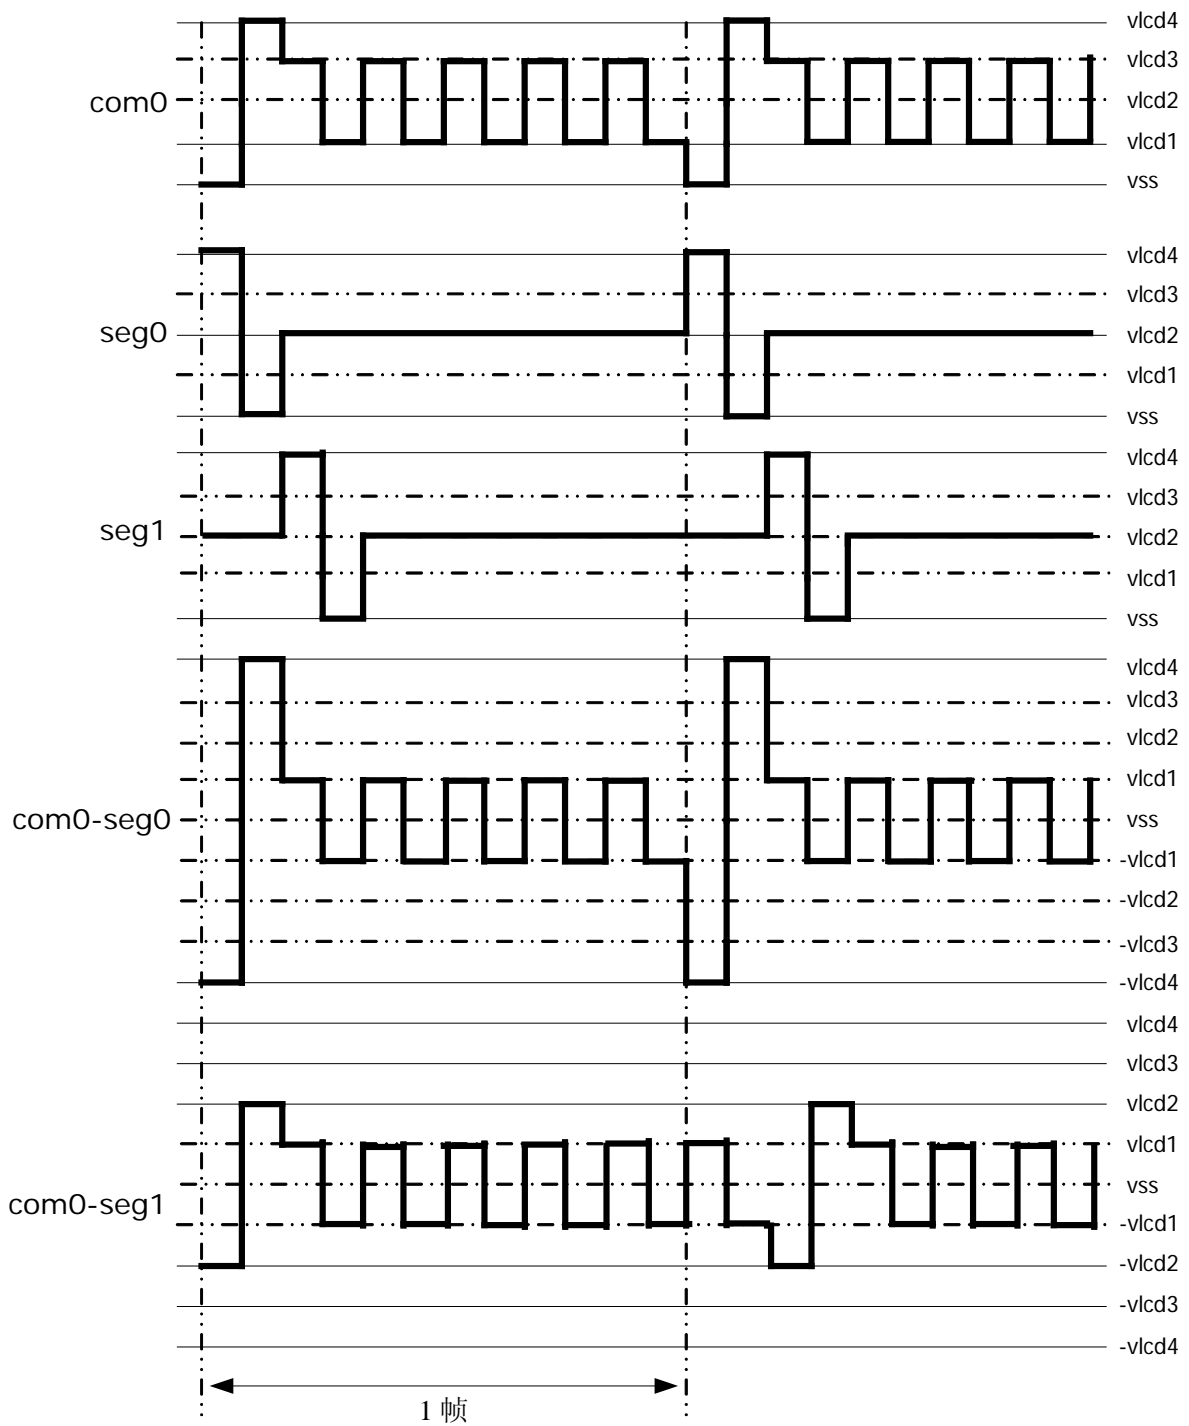 vlcd4
vlcd3
com0
vlcd2
vlcd1
vss
vlcd4
vlcd3
seg0
vlcd2
vlcd1
vss
vlcd4
vlcd3
seg1
vlcd2
vlcd1
vss
vlcd4
vlcd3
vlcd2
vlcd1
com0-seg0
vss
-vlcd1
-vlcd2
-vlcd3
-vlcd4
vlcd4
vlcd3
vlcd2
vlcd1
vss
com0-seg1
-vlcd1
-vlcd2
-vlcd3
-vlcd4
1 帧